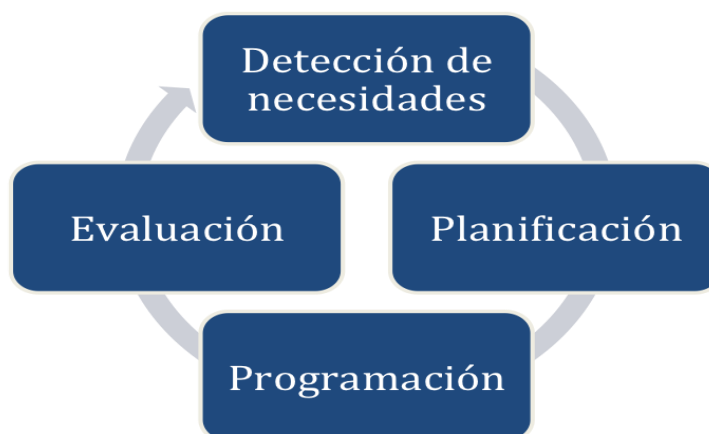 Detección de
necesidades
Evaluación
Planificación
Programación